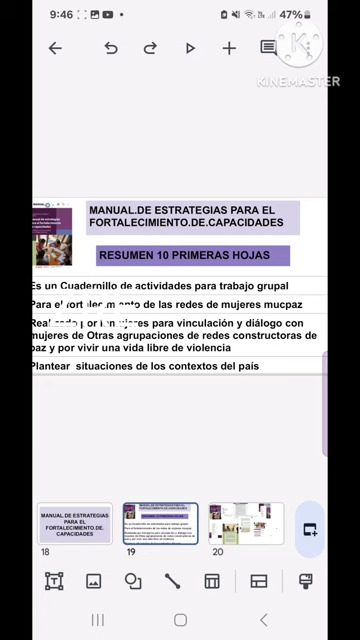 9:46
47%
KINEMASTER
MANUAL.DE ESTRATEGIAS PARA EL
FORTALECIMIENTO.DE.CAPACIDADES
RESUMEN 10 PRIMERAS HOJAS
Es un Cuadernillo de actividades para trabajo grupal
Para el fortalecimiento de las redes de mujeres mucpaz
Realizado por mujeres para vinculación y diálogo con
mujeres de Otras agrupaciones de redes constructoras de
paz y por vivir una vida libre de violencia
Plantear situaciones de los contextos del país
MANUAL.DE ESTRATEGIAS
PARA EL
FORTALECIMIENTO.DE.
CAPACIDADES
18
19
20